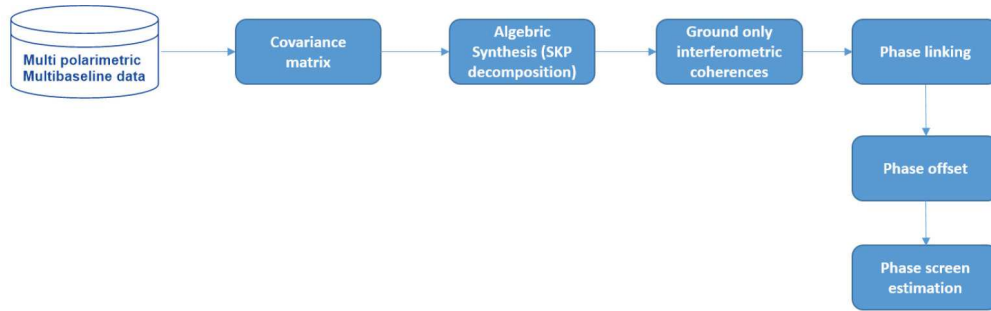 Multi polarimetric
Multibaseline data
Covariance
matrix
Algebric
Synthesis (SKP
decomposition)
Ground only
interferometric
coherences
Phase linking
Phase offset
Phase screen
estimation